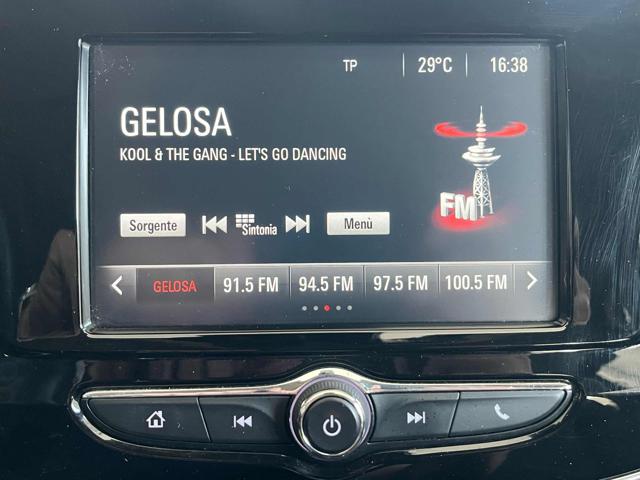 TP 29°C 16:38
GELOSA
KOOL & THE GANG - LET'S GO DANCING
FM
Sorgente Sintonia Menù
GELOSA 91.5 FM 94.5 FM 97.5 FM 100.5 FM